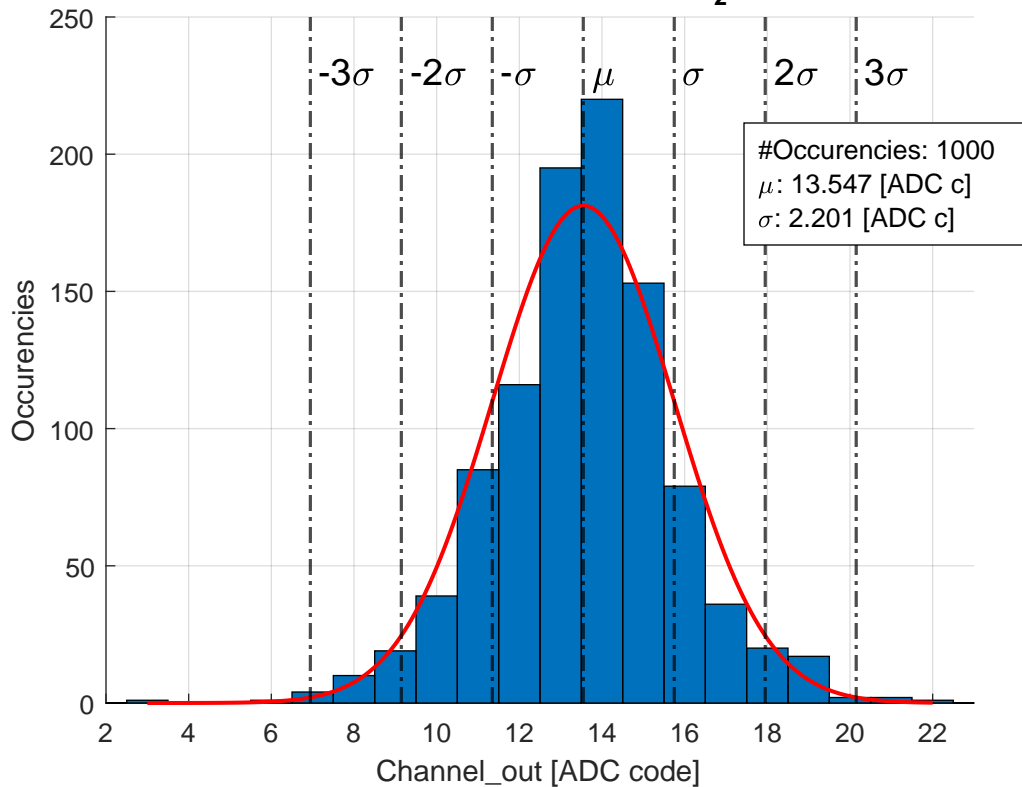 2
250
200
150
100
50
0
-3σ -2σ -σ μ σ 2σ 3σ
#Occurencies: 1000
μ: 13.547 [ADC c]
σ: 2.201 [ADC c]
Occurencies
2 4 6 8 10 12 14 16 18 20 22
Channel_out [ADC code]